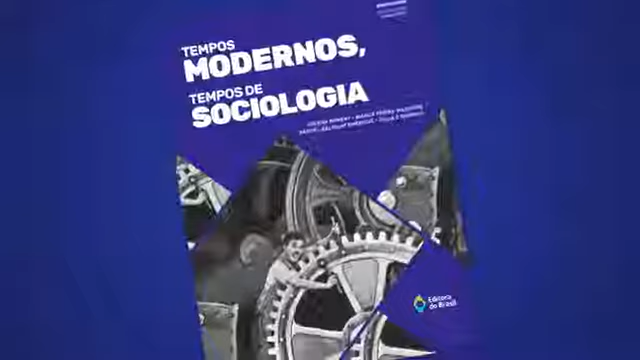 TEMPOS
MODERNOS,
TEMPOS DE
SOCIOLOGIA
Editora
do Brasil